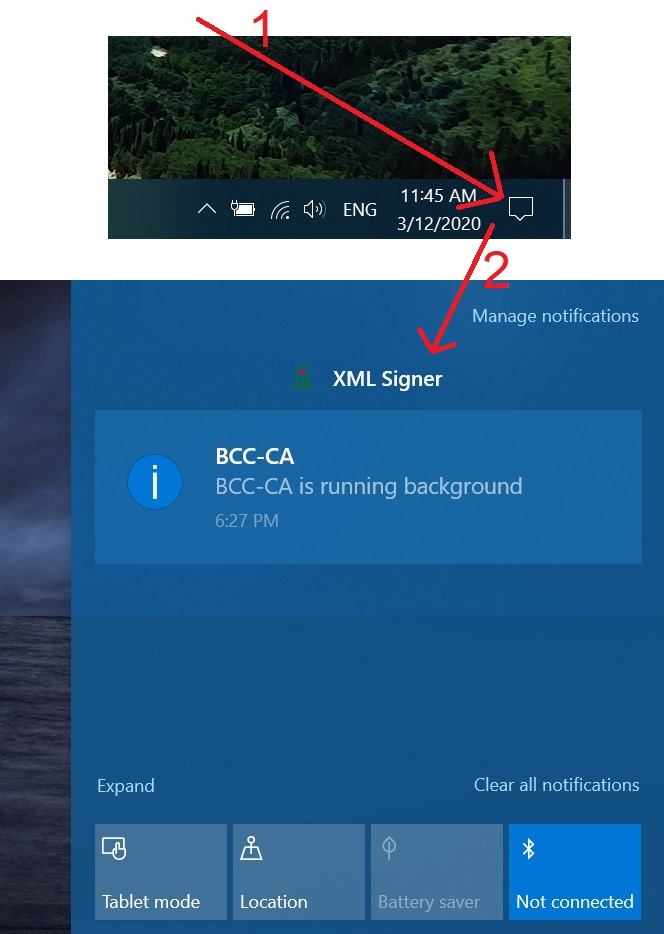 1
11:45 AM
ENG
3/12/2020
2
Manage notifications
XML Signer
BCC-CA
BCC-CA is running background
6:27 PM
Expand
Clear all notifications
Tablet mode
Location
Battery saver
Not connected